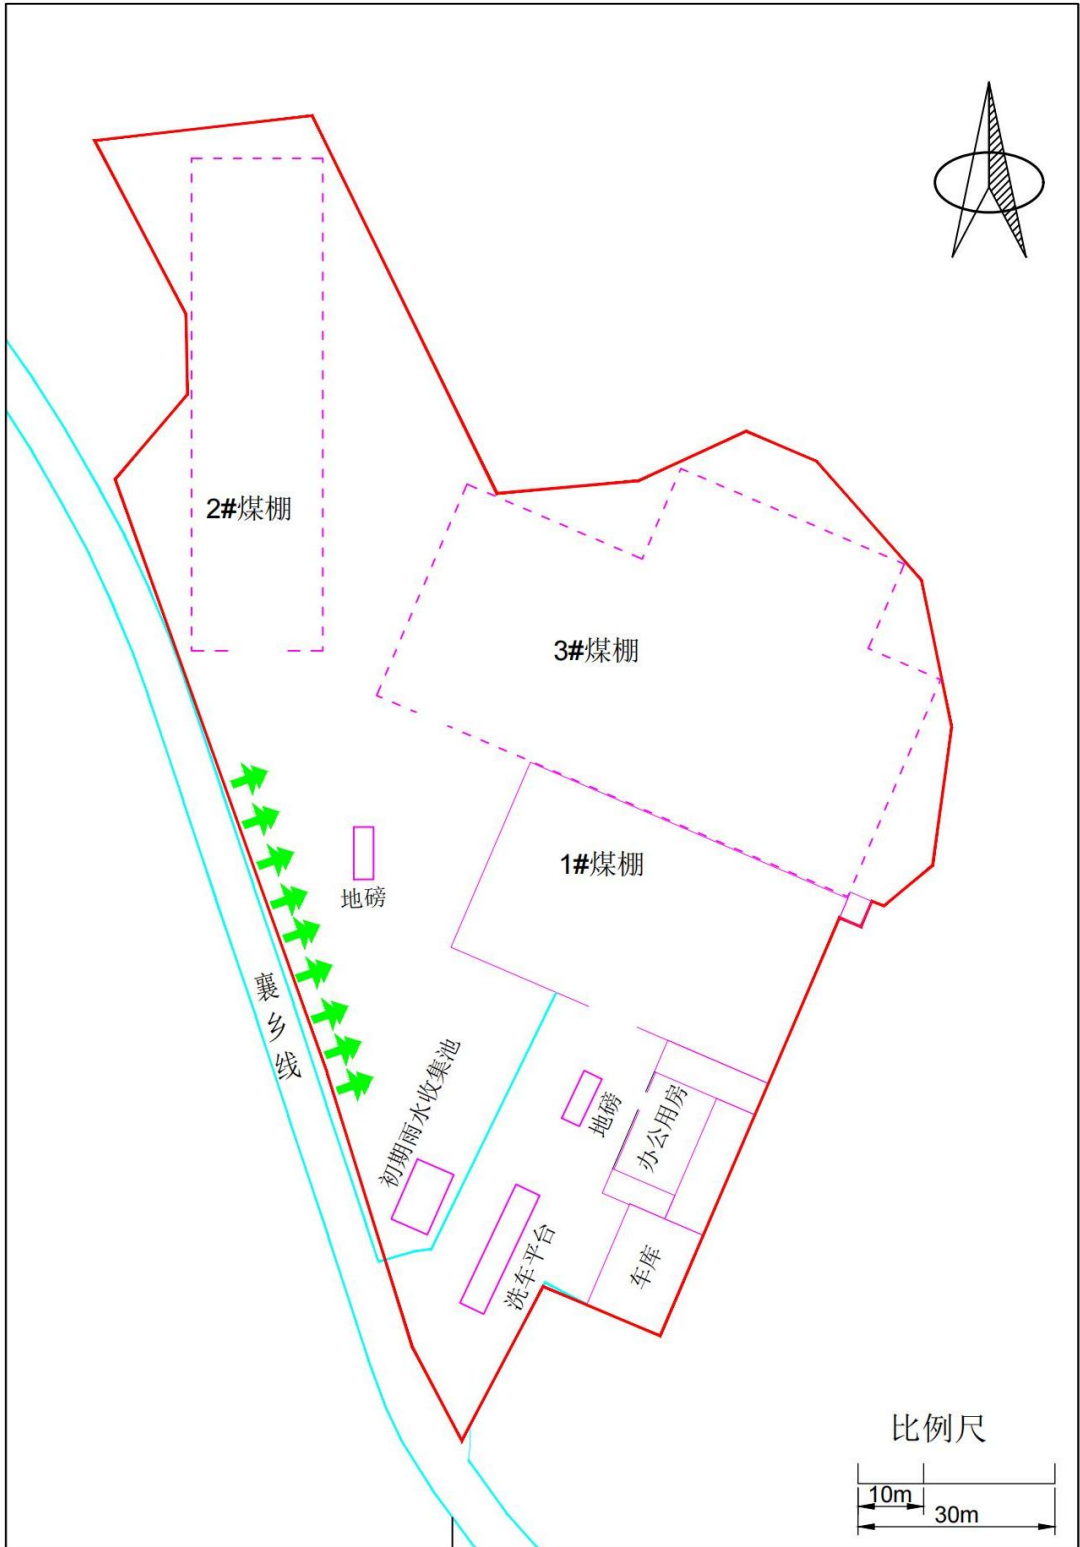 2#煤棚
3#煤棚
1#煤棚
地磅
襄乡线
初期雨水收集池
地磅
办公用房
洗车平台
车库
比例尺
10m
30m